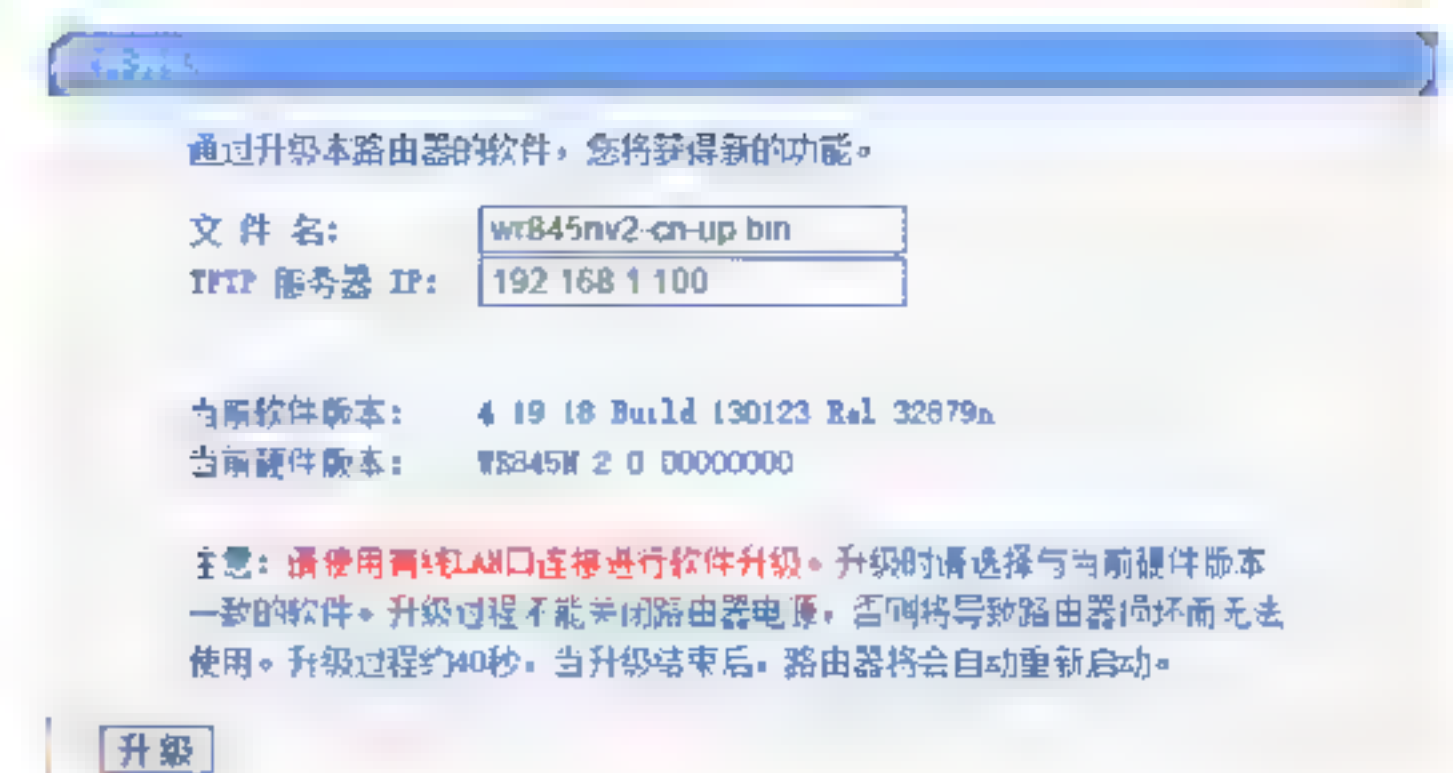 通过升级本路由器的软件，您将获得新的功能。
文 件 名: wr845nv2-cn-up.bin
TFTP 服务器 IP: 192.168.1.100
当前软件版本: 4.19.18 Build 130123 Rel.32879n
当前硬件版本: 2.0 00000000
注意: 请使用有线LAN口连接进行软件升级。升级时请选择与当前硬件版本
一致的软件。升级过程不能关闭路由器电源，否则将导致路由器损坏而无法
使用。升级过程约40秒，当升级结束后，路由器将会自动重新启动。
升 级